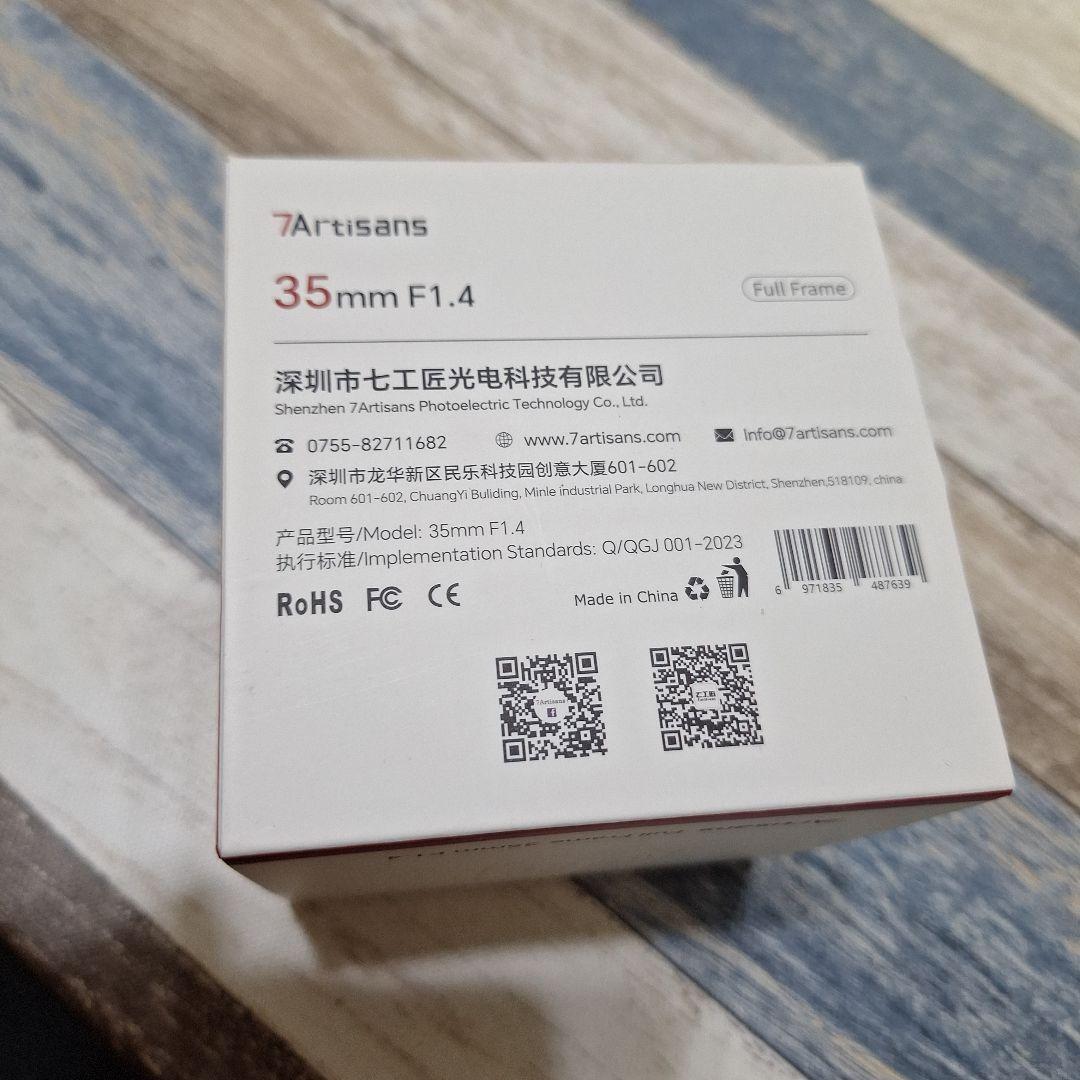 7Artisans
35mm F1.4
Full Frame
深圳市七工匠光电科技有限公司
Shenzhen 7Artisans Photoelectric Technology Co., Ltd.
0755-82711682 www.7artisans.com Info@7artisans.com
深圳市龙华新区民乐科技园创意大厦601-602
Room 601-602, ChuangYi Buliding, Minle industrial Park, Longhua New District, Shenzhen,518109, china
产品型号/Model: 35mm F1.4
执行标准/Implementation Standards: Q/QGJ 001-2023
RoHS FC CE
Made in China
6 971835 487639
7Artisans
七工匠